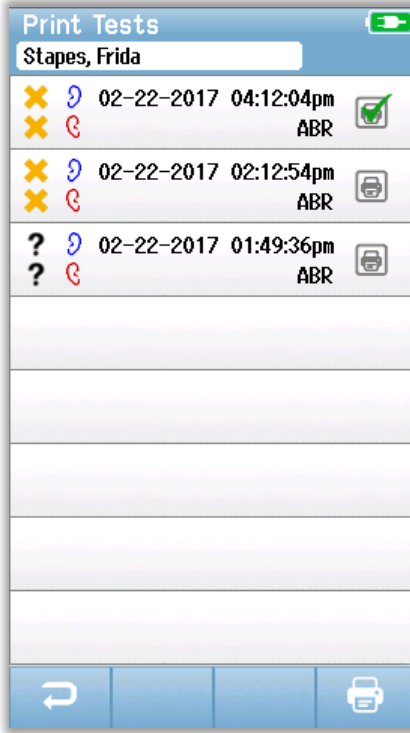 Print Tests
Stapes, Frida
02-22-2017 04:12:04pm
ABR
02-22-2017 02:12:54pm
ABR
? 02-22-2017 01:49:36pm
? ABR